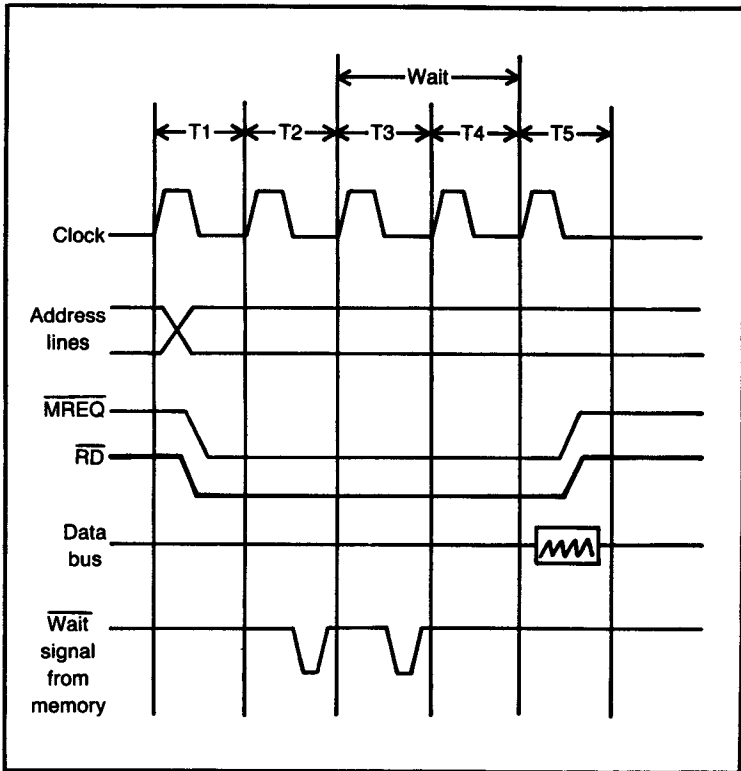 Wait
T1 T2 T3 T4 T5
Clock
Address
lines
MREQ
RD
Data
bus
Wait
signal
from
memory